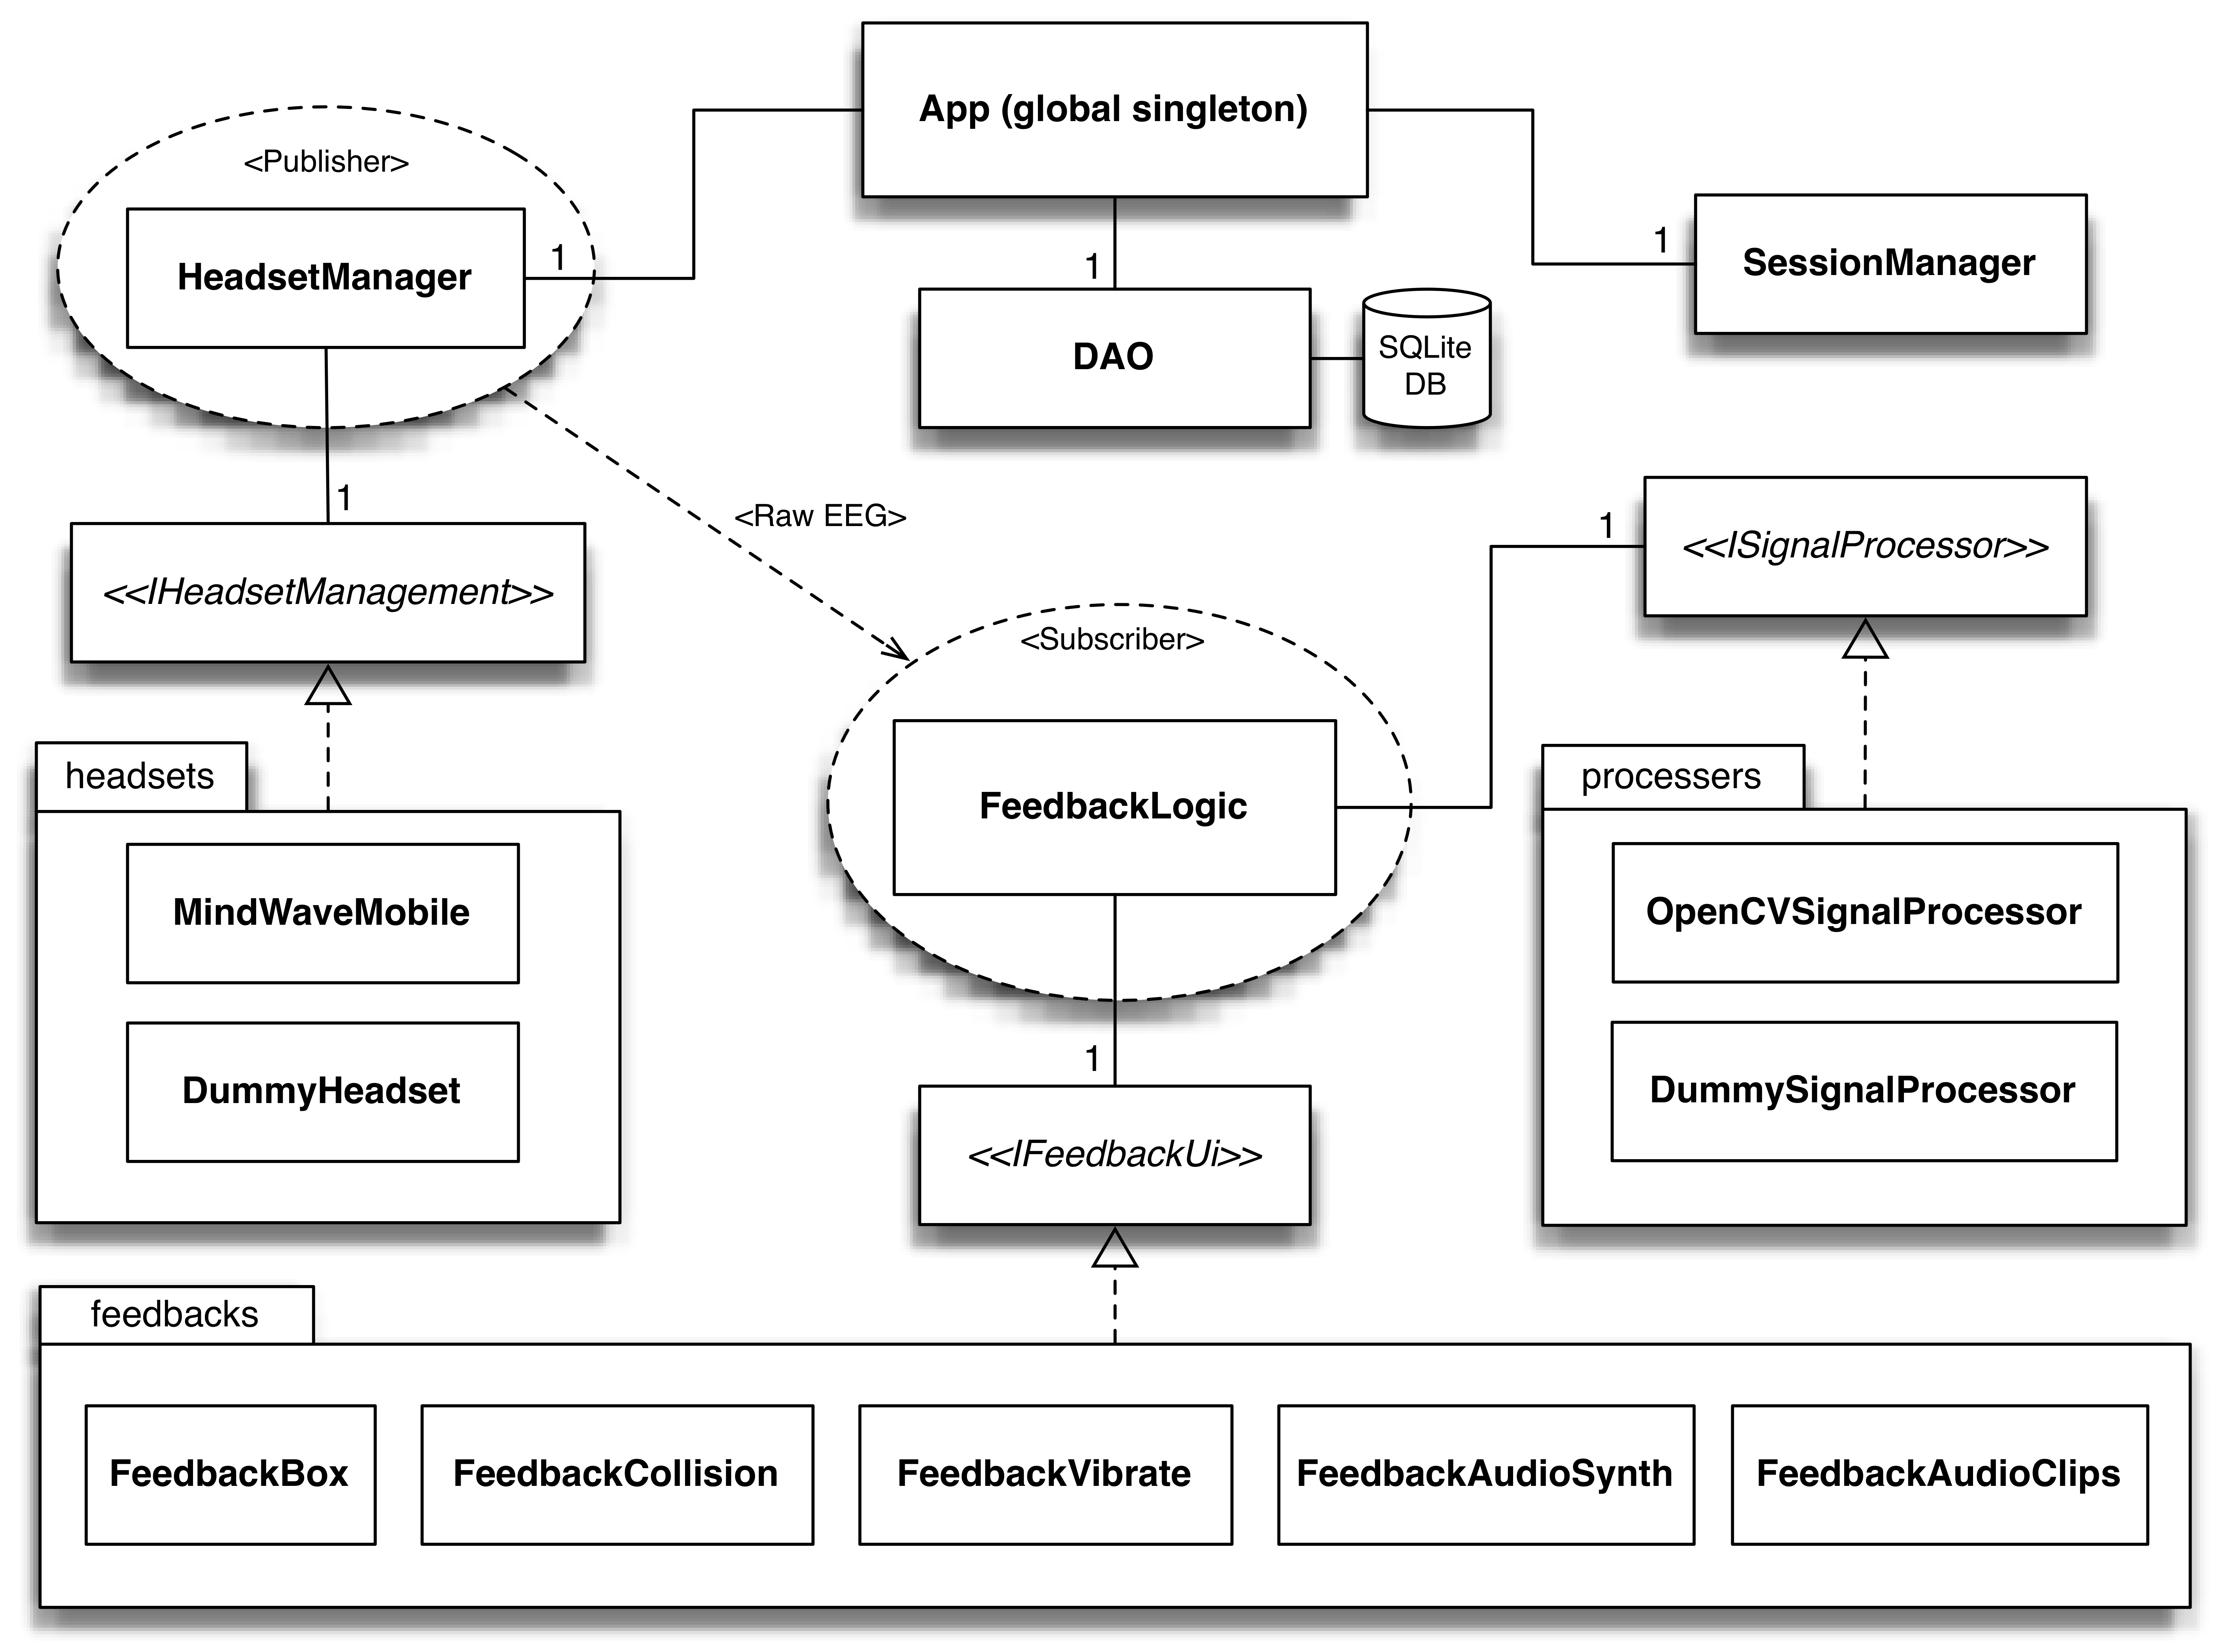 App (global singleton)
<Publisher>
HeadsetManager
1
1
SessionManager
1
DAO
SQLite
DB
1
<<IHeadsetManagement>>
<Raw EEG>
1
<<ISignalProcessor>>
<Subscriber>
FeedbackLogic
headsets
MindWaveMobile
DummyHeadset
processers
OpenCVSignalProcessor
DummySignalProcessor
1
<<IFeedbackUi>>
feedbacks
FeedbackBox
FeedbackCollision
FeedbackVibrate
FeedbackAudioSynth
FeedbackAudioClips